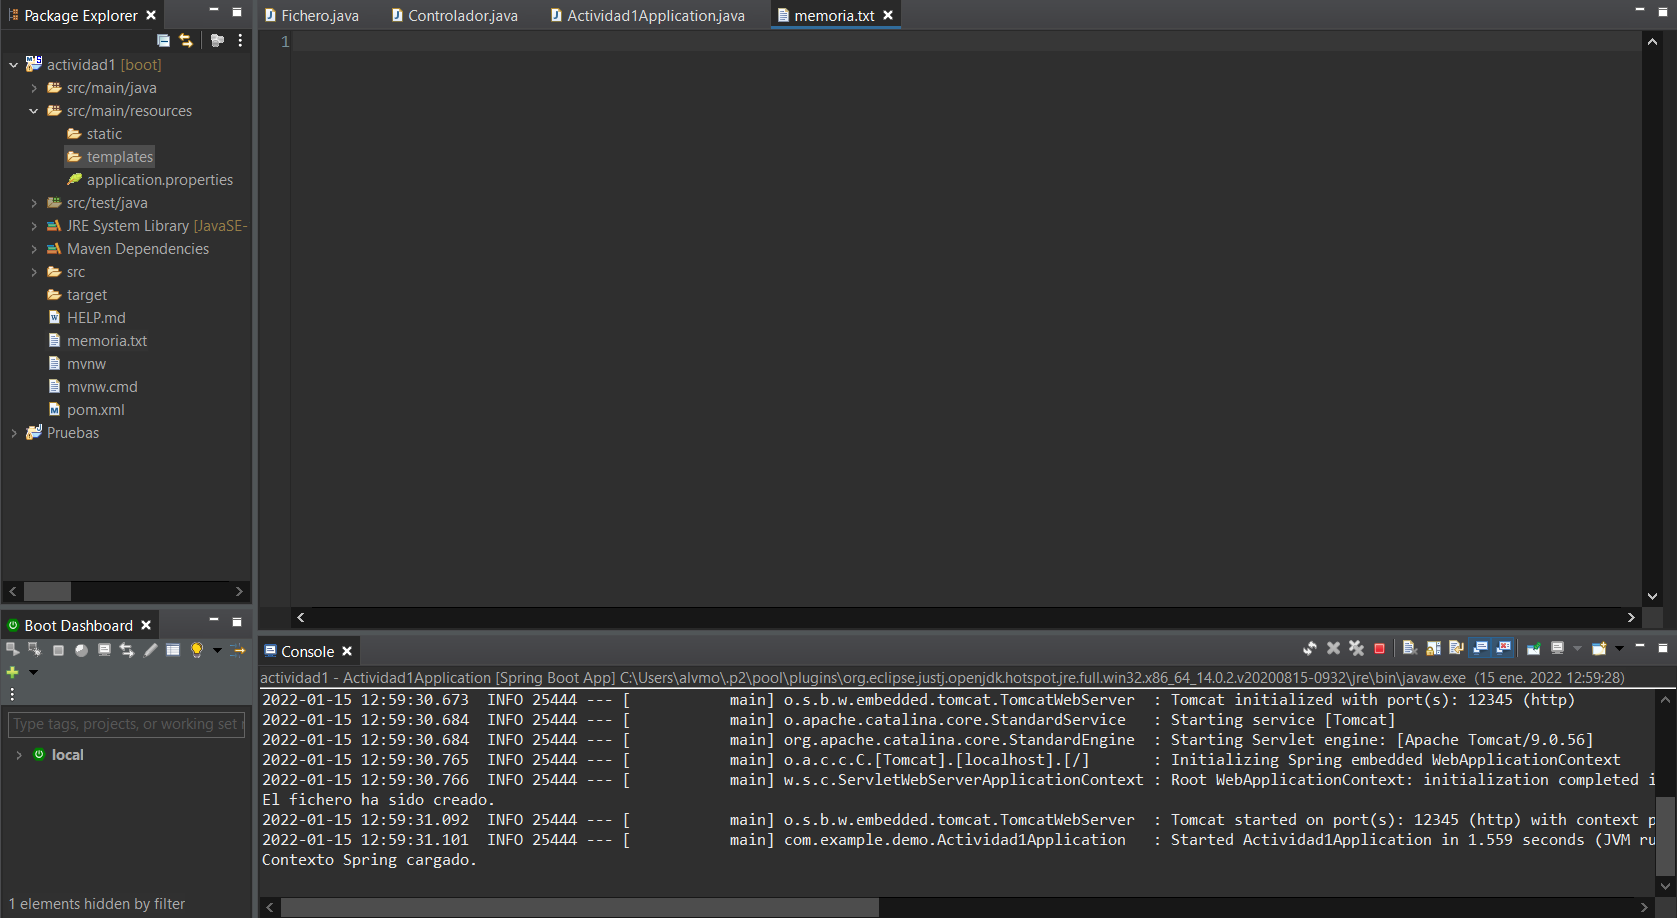 Package Explorer
Fichero.java
Controlador.java
Actividad1Application.java
memoria.txt
1
actividad1 [boot]
src/main/java
src/main/resources
static
templates
application.properties
src/test/java
JRE System Library [JavaSE-
Maven Dependencies
src
target
HELP.md
memoria.txt
mvnw
mvnw.cmd
pom.xml
Pruebas
Boot Dashboard
Type tags, projects, or working set
local
1 elements hidden by filter
Console
actividad1 - Actividad1Application [Spring Boot App] C:\Users\alvmo\.p2\pool\plugins\org.eclipse.justj.openjdk.hotspot.jre.full.win32.x86_64_14.0.2.v20200815-0932\jre\bin\javaw.exe (15 ene. 2022 12:59:28)
2022-01-15 12:59:30.673  INFO 25444 --- [           main] o.s.b.w.embedded.tomcat.TomcatWebServer  : Tomcat initialized with port(s): 12345 (http)
2022-01-15 12:59:30.684  INFO 25444 --- [           main] o.apache.catalina.core.StandardService   : Starting service [Tomcat]
2022-01-15 12:59:30.684  INFO 25444 --- [           main] org.apache.catalina.core.StandardEngine  : Starting Servlet engine: [Apache Tomcat/9.0.56]
2022-01-15 12:59:30.765  INFO 25444 --- [           main] o.a.c.c.C.[Tomcat].[localhost].[/]       : Initializing Spring embedded WebApplicationContext
2022-01-15 12:59:30.766  INFO 25444 --- [           main] w.s.c.ServletWebServerApplicationContext : Root WebApplicationContext: initialization completed i
El fichero ha sido creado.
2022-01-15 12:59:31.092  INFO 25444 --- [           main] o.s.b.w.embedded.tomcat.TomcatWebServer  : Tomcat started on port(s): 12345 (http) with context p
2022-01-15 12:59:31.101  INFO 25444 --- [           main] com.example.demo.Actividad1Application   : Started Actividad1Application in 1.559 seconds (JVM ru
Contexto Spring cargado.